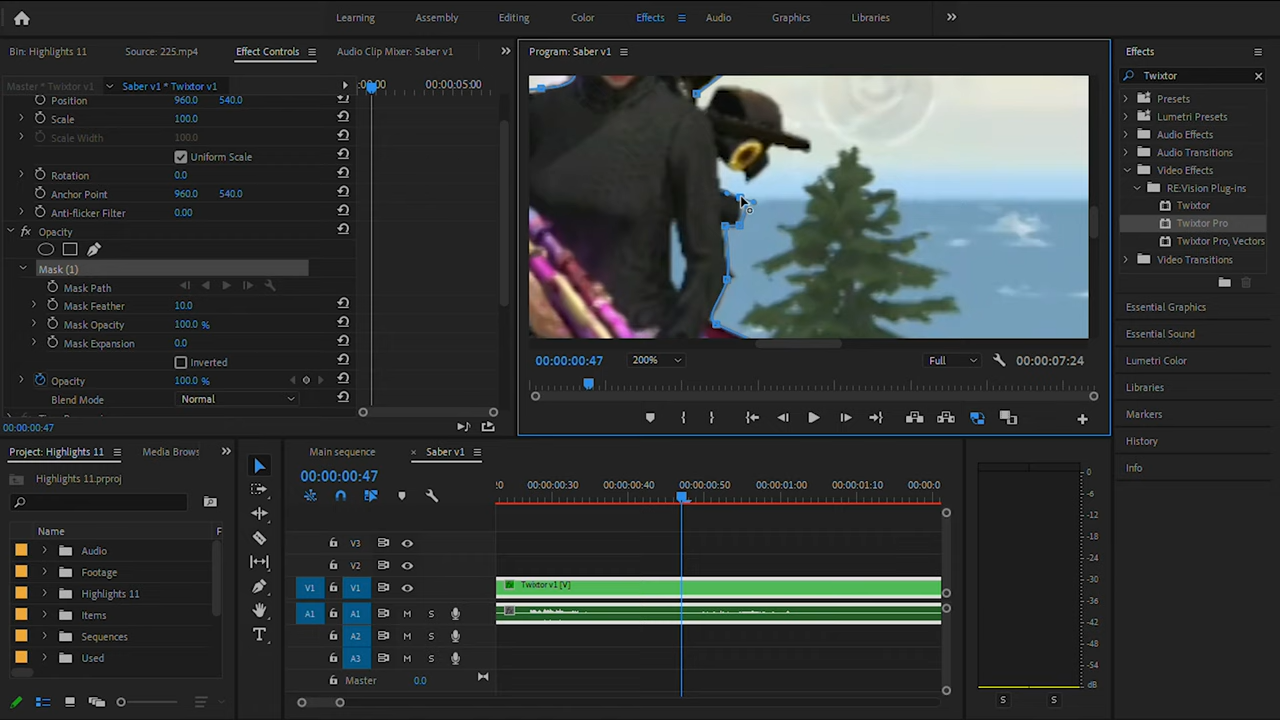 Learning Assembly Editing Color Effects Audio Graphics Libraries
Bin: Highlights 11 Source: 225.mp4 Effect Controls Audio Clip Mixer: Saber v1
Master * Twixtor v1 Saber v1 * Twixtor v1 :00:00 00:00:05:00
Position 960.0 540.0
Scale 100.0
Scale Width 100.0
Uniform Scale
Rotation 0.0
Anchor Point 960.0 540.0
Anti-flicker Filter 0.00
fx Opacity
Mask (1)
Mask Path
Mask Feather 10.0
Mask Opacity 100.0 %
Mask Expansion 0.0
Inverted
Opacity 100.0 %
Blend Mode Normal
00:00:00:47
Program: Saber v1
00:00:00:47 200% Full 00:00:07:24
Effects
Twixtor
Presets
Lumetri Presets
Audio Effects
Audio Transitions
Video Effects
RE:Vision Plug-ins
Twixtor
Twixtor Pro
Twixtor Pro, Vectors
Video Transitions
Essential Graphics
Essential Sound
Lumetri Color
Libraries
Markers
History
Info
Project: Highlights 11 Media Brows
Highlights 11.prproj
Name F
Audio
Footage
Highlights 11
Items
Sequences
Used
Main sequence × Saber v1
00:00:00:47
:20 00:00:00:30 00:00:00:40 00:00:00:50 00:00:01:00 00:00:01:10 00:00:0
V3
V2
V1 V1 Twixtor v1 [V]
A1 A1 M S
A2 M S
A3 M S
Master 0.0
0
-6
-12
-18
-24
-30
-36
-42
-48
-54
dB
S S